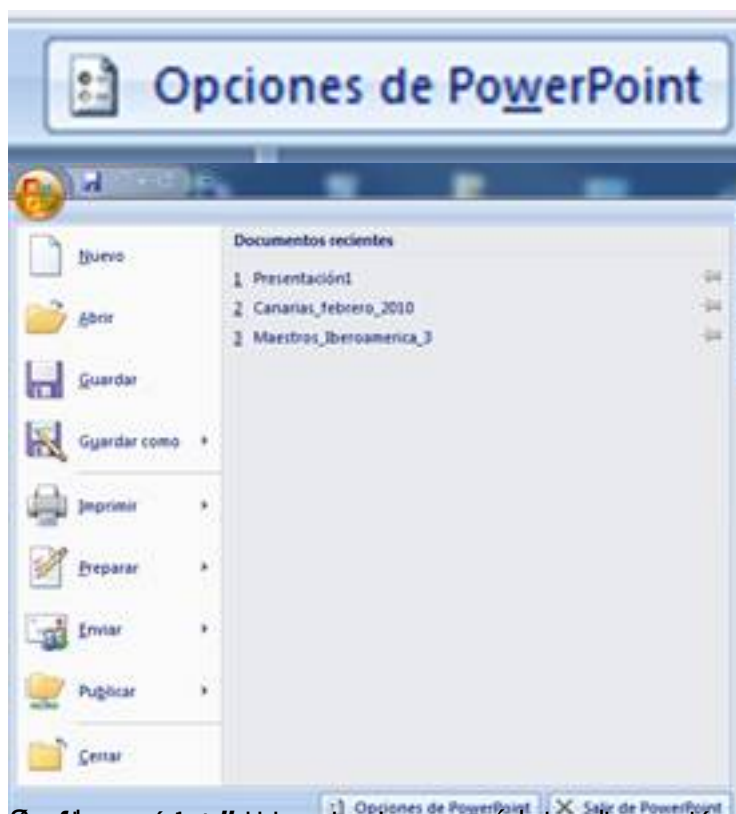 Opciones de PowerPoint
Nuevo
Abrir
Guardar
Guardar como
Imprimir
Preparar
Enviar
Publicar
Cerrar
Documentos recientes
1 Presentación1
2 Canarias_febrero_2010
3 Maestros_Iberoamerica_3
Opciones de PowerPoint
Salir de PowerPoint